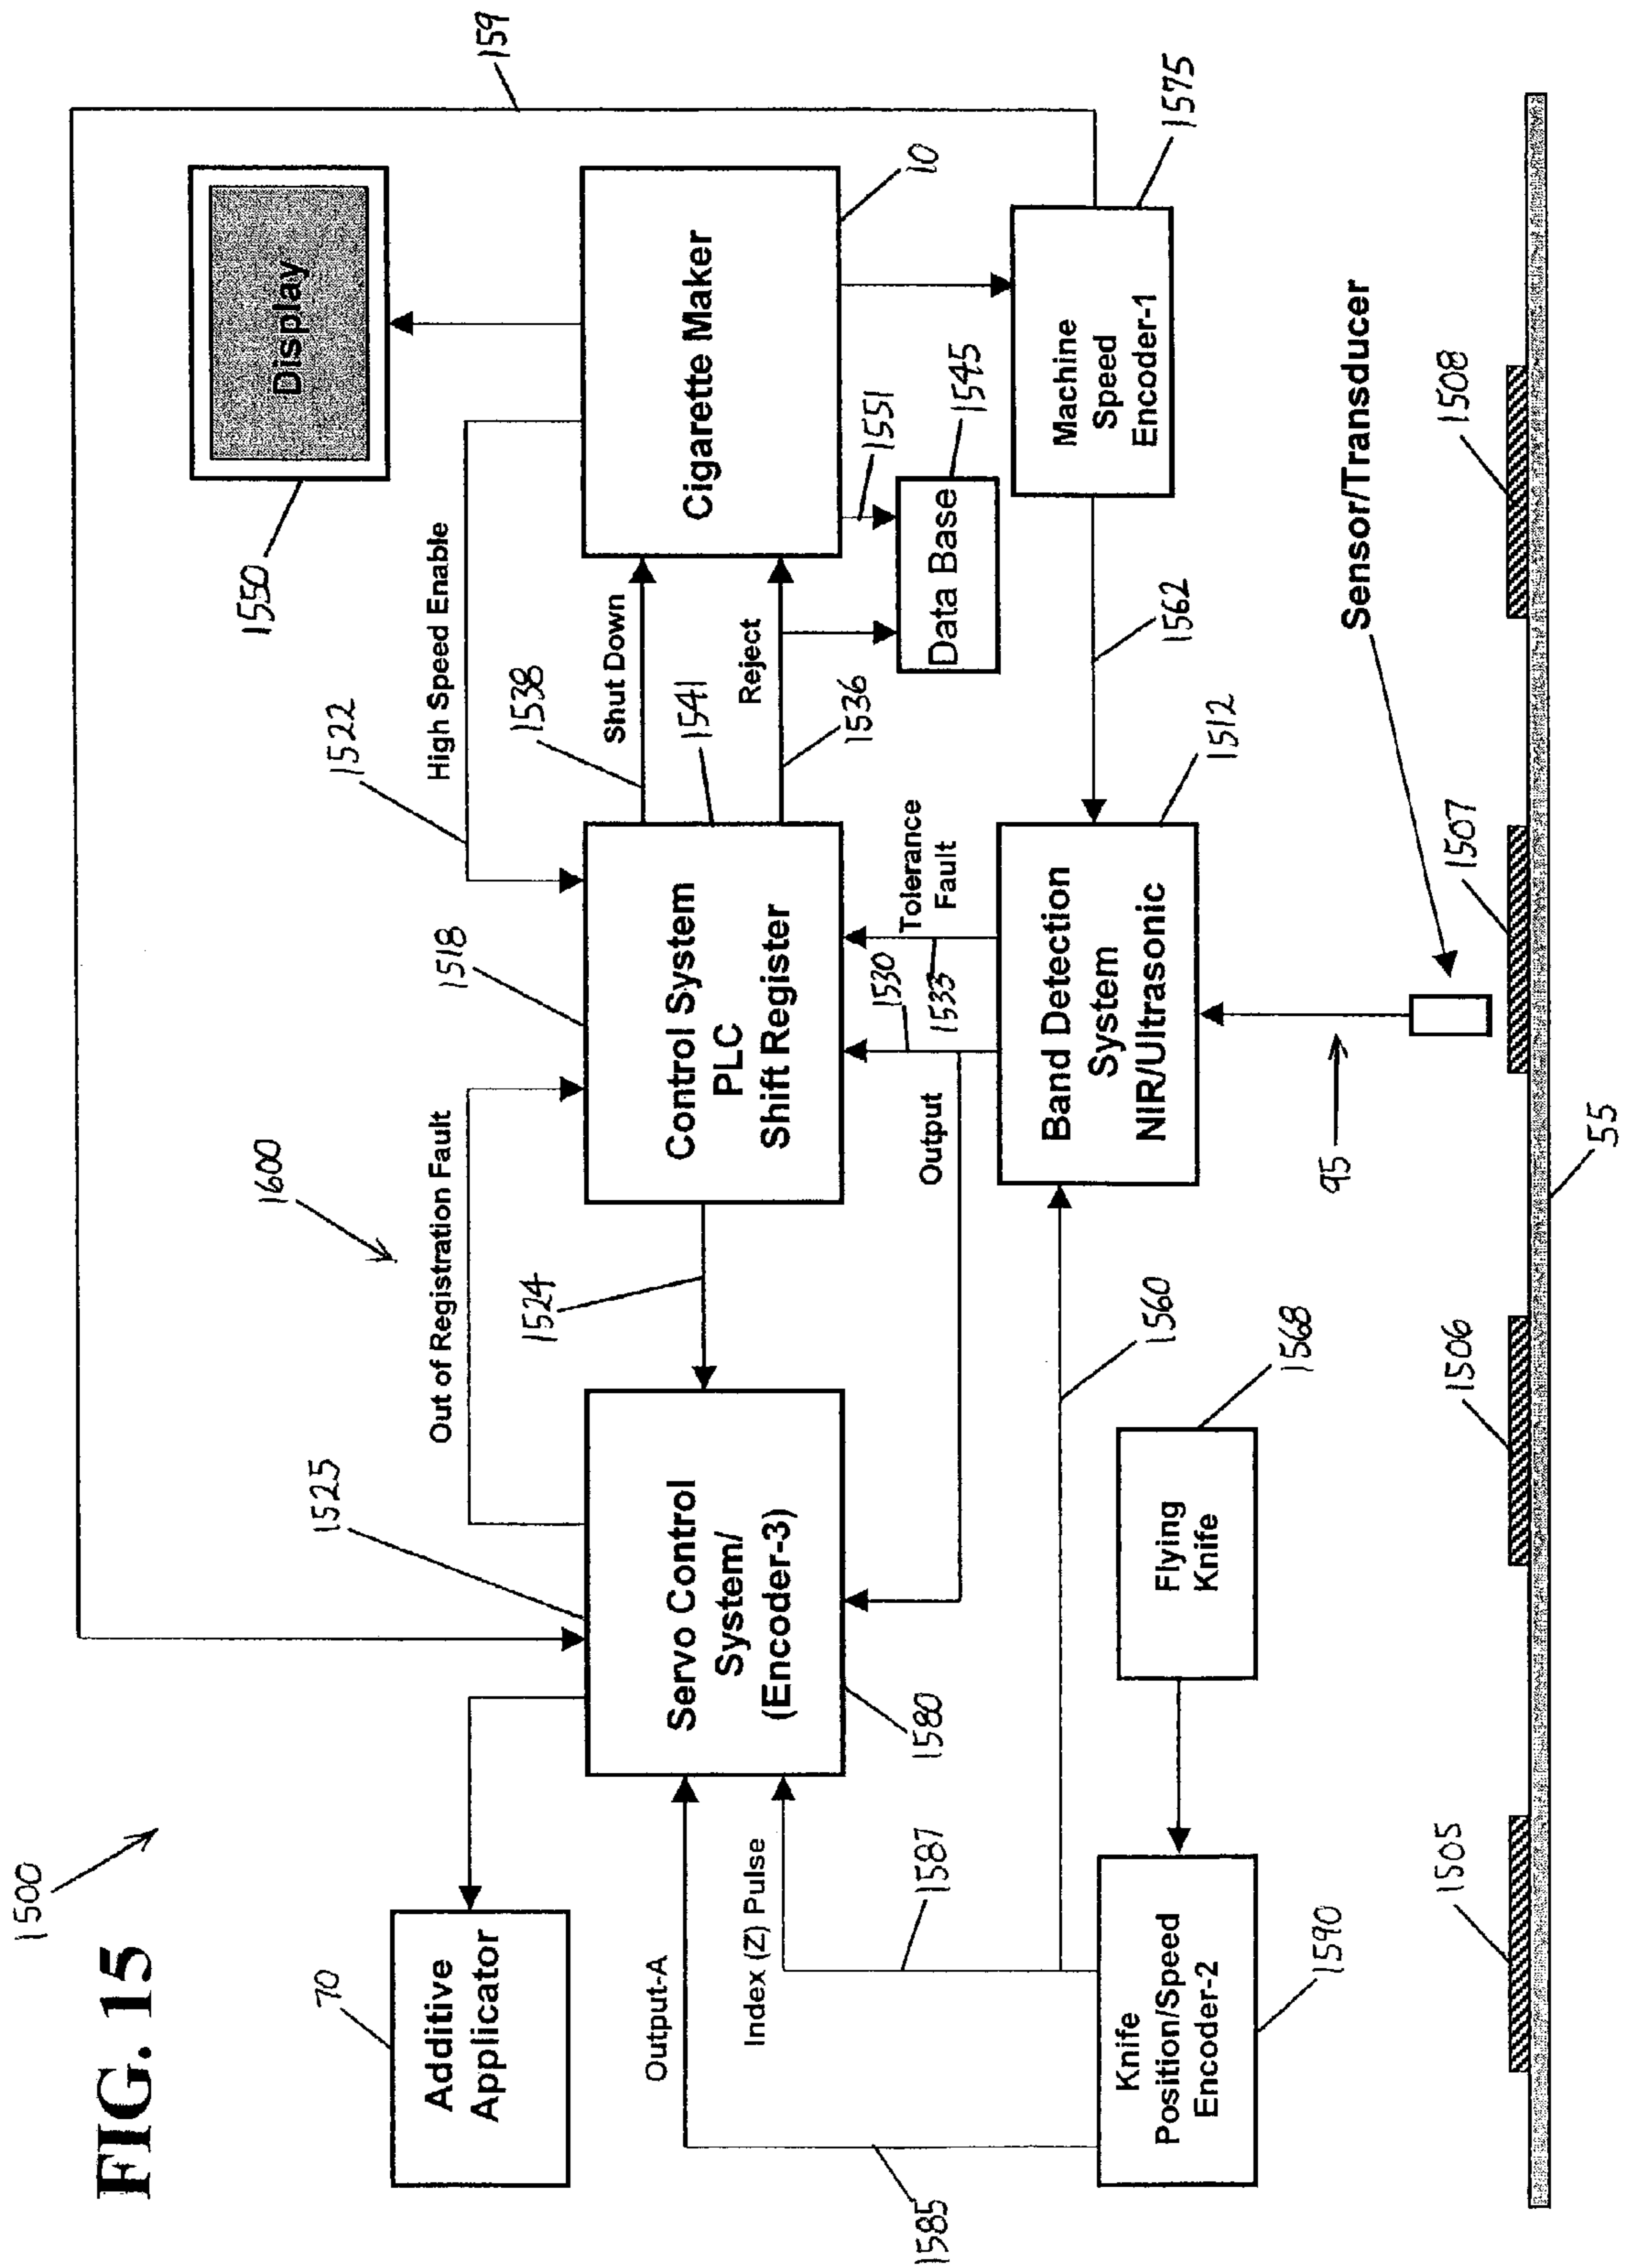 FIG. 15
1500
159
1550
Display
70
Additive
Applicator
1525
Out of Registration Fault
1600
1518
1522
High Speed Enable
Servo Control
System/
(Encoder-3)
1580
1524
Control System
PLC
Shift Register
1541
1538
Shut Down
Reject
1536
Cigarette Maker
10
Output-A
Index (Z) Pulse
1585
1587
Output
1530
1533
Tolerance
Fault
1551
1545
Data Base
Knife
Position/Speed
Encoder-2
1590
Flying
Knife
1568
1560
Band Detection
System
NIR/Ultrasonic
1512
1562
Machine
Speed
Encoder-1
1575
95
Sensor/Transducer
1505
1506
1507
1508
55